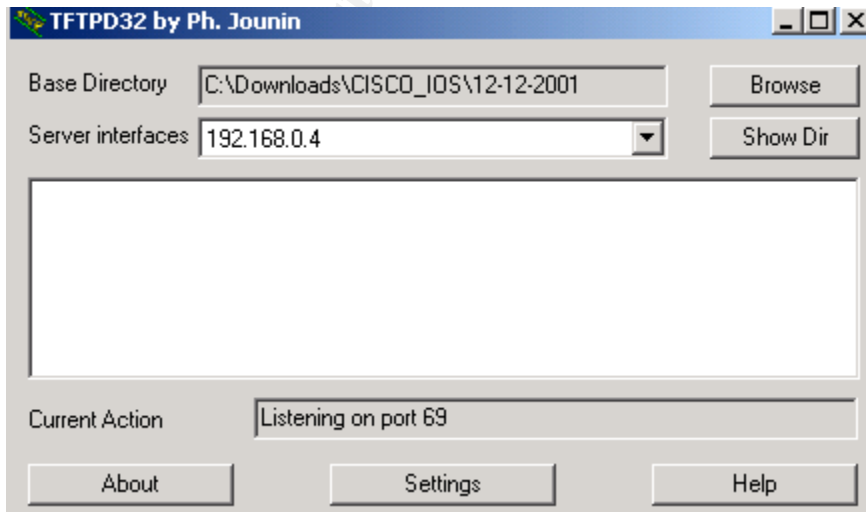 TFTPD32 by Ph. Jounin
Base Directory C:\Downloads\CISCO_IOS\12-12-2001 Browse
Server interfaces 192.168.0.4 Show Dir
Current Action Listening on port 69
About Settings Help